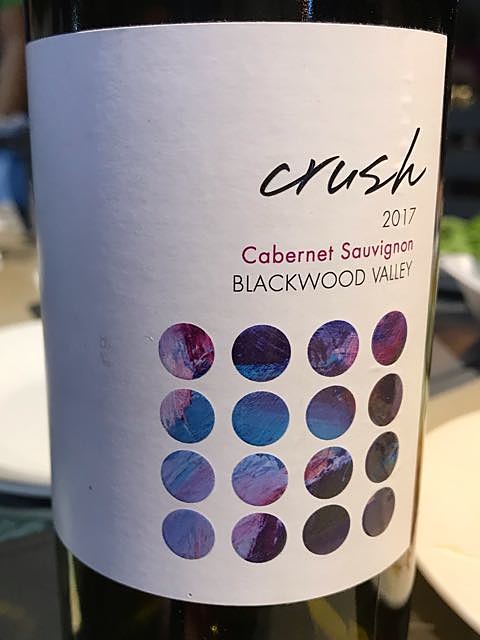 crush
2017
Cabernet Sauvignon
BLACKWOOD VALLEY